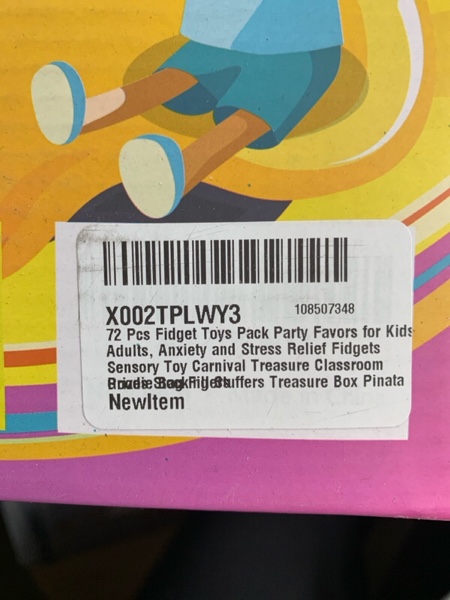 X002TPLWY3
108507348
72 Pcs Fidget Toys Pack Party Favors for Kids
Adults, Anxiety and Stress Relief Fidgets
Sensory Toy Carnival Treasure Classroom
Stuffers Treasure Box Pinata
NewItem